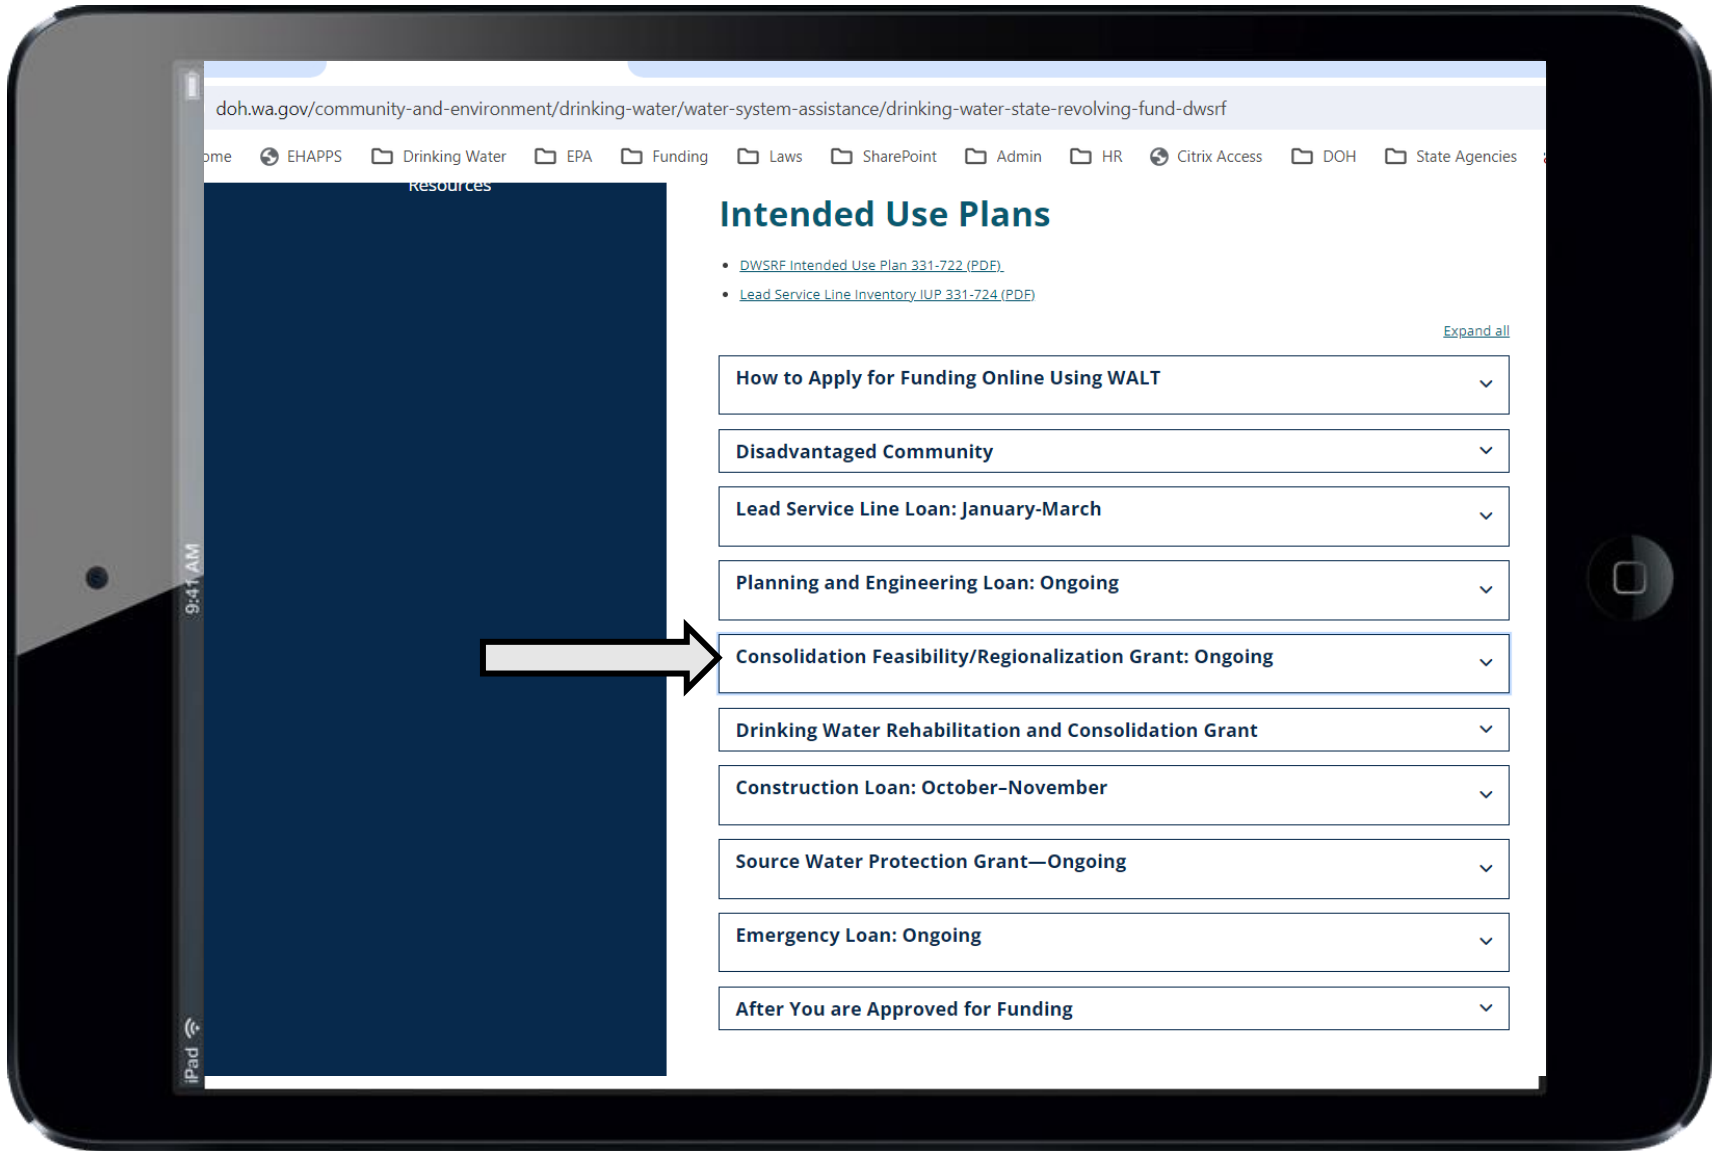 doh.wa.gov/community-and-environment/drinking-water/water-system-assistance/drinking-water-state-revolving-fund-dwsrf
ome EHAPPS Drinking Water EPA Funding Laws SharePoint Admin HR Citrix Access DOH State Agencies
Resources
Intended Use Plans
DWSRF Intended Use Plan 331-722 (PDF)
Lead Service Line Inventory IUP 331-724 (PDF)
Expand all
How to Apply for Funding Online Using WALT
Disadvantaged Community
Lead Service Line Loan: January-March
Planning and Engineering Loan: Ongoing
Consolidation Feasibility/Regionalization Grant: Ongoing
Drinking Water Rehabilitation and Consolidation Grant
Construction Loan: October–November
Source Water Protection Grant—Ongoing
Emergency Loan: Ongoing
After You are Approved for Funding
iPad
9:41 AM